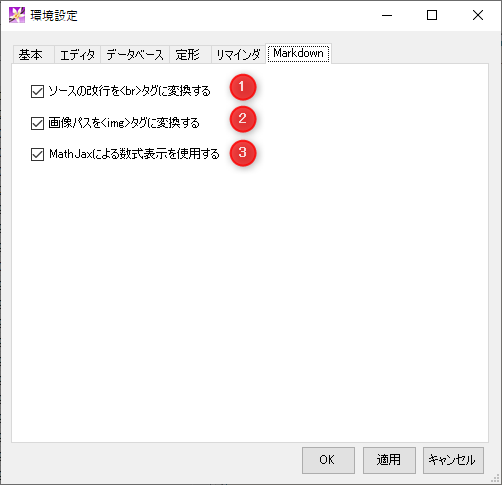 環境設定
基本 エディタ データベース 定形 リマインダ Markdown
ソースの改行を<br>タグに変換する 1
画像パスを<img>タグに変換する 2
MathJaxによる数式表示を使用する 3
OK 適用 キャンセル